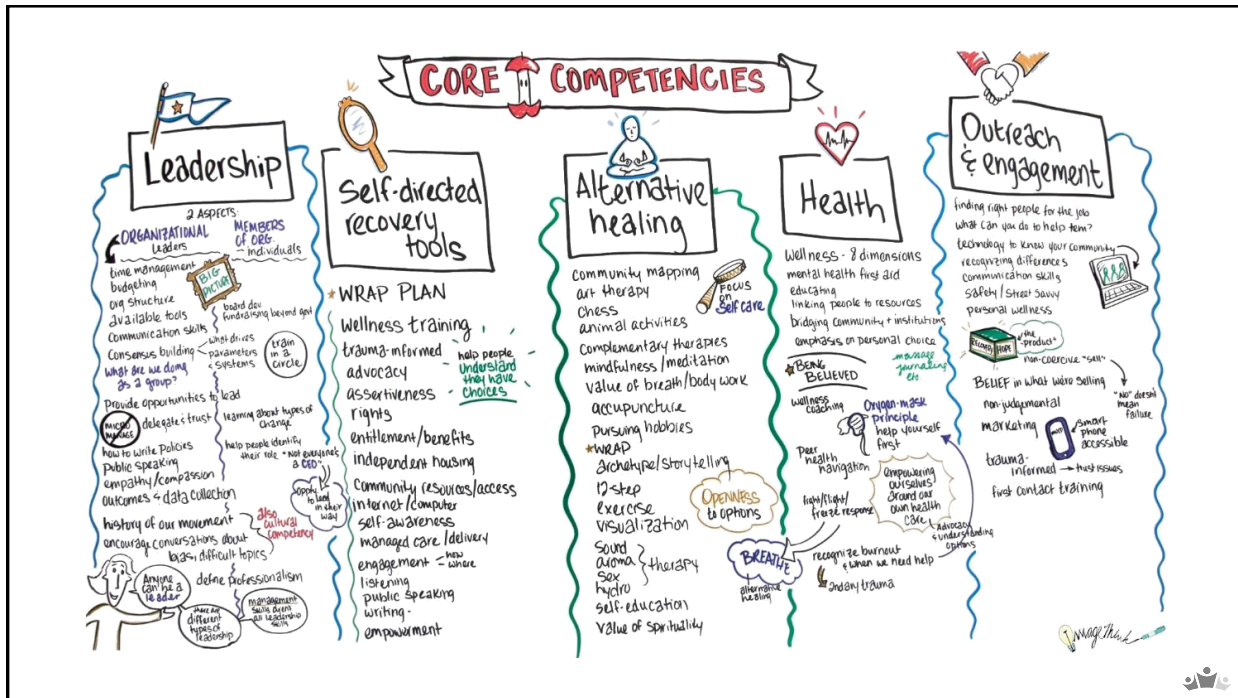 CORE COMPETENCIES
Leadership
2 ASPECTS:
ORGANIZATIONAL
leaders
MEMBERS
OF ORG.
individuals
time management
budgeting
org structure
available tools
communication skills
BIG
PICTURE
board dev.
fundraising beyond govt
Consensus building
what drives
parameters
systems
train
in a
circle
What are we doing
as a group?
Provide opportunities to lead
MICRO
MANAGE
delegate & trust
learning about types of
change
how to write Policies
Public speaking
empathy/compassion
outcomes & data collection
help people identify
their role
"Not everyone's
a CEO"
oppty
to lead
in their
way
history of our movement
encourage conversations about
bias, difficult topics
also
cultural
competency
define professionalism
Anyone
can be a
leader
there are
different
types of
leadership
management
skills arent
all leadership
skills
Self-directed
recovery
tools
WRAP PLAN
wellness training
trauma-informed
advocacy
assertiveness
rights
entitlement/benefits
independent housing
community resources/access
internet/computer
self-awareness
managed care/delivery
engagement
how
where
listening
public speaking
writing-
empowerment
help people
understand
they have
choices
Alternative
healing
community mapping
art therapy
chess
animal activities
complementary therapies
mindfulness/meditation
value of breath/body work
accupuncture
pursuing hobbies
WRAP
archetype/storytelling
12-step
exercise
visualization
sound
aroma
sex
hydro
therapy
self-education
value of spirituality
FOCUS
on
Self care
OPENNESS
to options
Health
Wellness - 8 dimensions
mental health first aid
educating
linking people to resources
bridging community + institutions
emphasis on personal choice
BEING
BELIEVED
massage
journaling
etc
wellness
coaching
Oxygen-mask
principle
help yourself
first
peer
health
navigation
empowering
ourselves
around our
own health
care
fight/flight/
freeze response
Advocacy
& understanding
options
BREATHE
alternative
healing
recognize burnout
& when we need help
2ndary trauma
Outreach
& engagement
finding right people for the job
what can you do to help tem?
technology to know your community
recognizing differences
communication skills
safety/street savvy
personal wellness
RECOVERY
HOPE
the
"product"
non-coercive "sell"
BELIEF in what we're selling
"NO" doesn't
mean
failure
non-judgemental
marketing
smart
phone
accessible
trauma-
informed → trust issues
first contact training
ImageThink